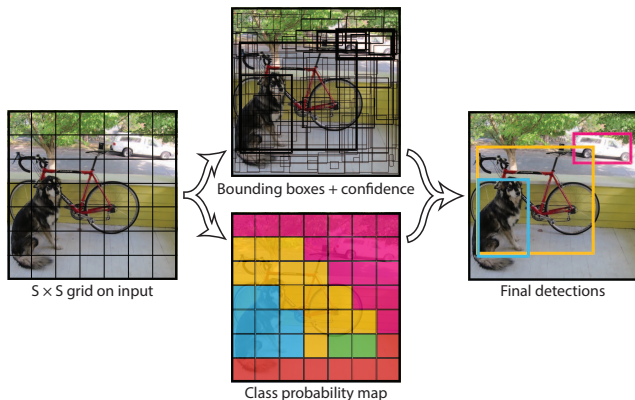 Bounding boxes + confidence
S × S grid on input
Final detections
Class probability map